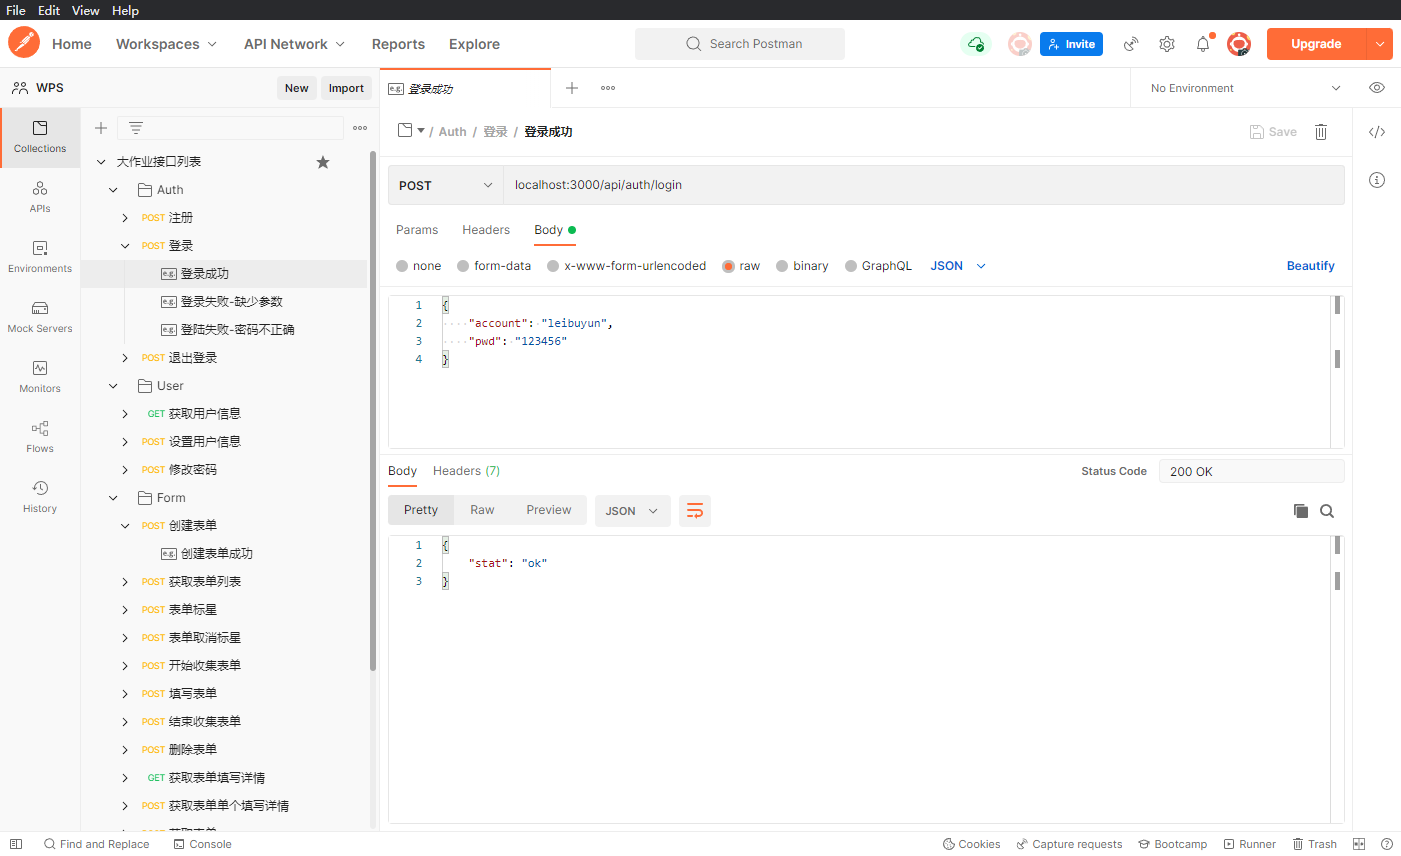 File Edit View Help
Home Workspaces API Network Reports Explore Search Postman Invite Upgrade
WPS New Import
e.g. 登录成功 No Environment
Collections
APIs
Environments
Mock Servers
Monitors
Flows
History
大作业接口列表
Auth
POST 注册
POST 登录
e.g. 登录成功
e.g. 登录失败-缺少参数
e.g. 登陆失败-密码不正确
POST 退出登录
User
GET 获取用户信息
POST 设置用户信息
POST 修改密码
Form
POST 创建表单
e.g. 创建表单成功
POST 获取表单列表
POST 表单标星
POST 表单取消标星
POST 开始收集表单
POST 填写表单
POST 结束收集表单
POST 删除表单
GET 获取表单填写详情
POST 获取表单单个填写详情
/ Auth / 登录 / 登录成功 Save
POST localhost:3000/api/auth/login
Params Headers Body
none form-data x-www-form-urlencoded raw binary GraphQL JSON Beautify
1 {
2 "account": "leibuyun",
3 "pwd": "123456"
4 }
Body Headers (7) Status Code 200 OK
Pretty Raw Preview JSON
1 {
2 "stat": "ok"
3 }
Find and Replace Console Cookies Capture requests Bootcamp Runner Trash